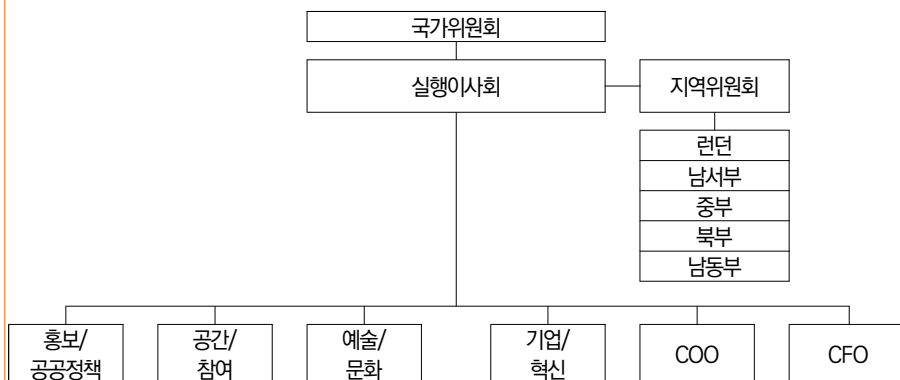 국가위원회
실행이사회
지역위원회
런던
남서부
중부
북부
남동부
홍보/
공공정책
공간/
참여
예술/
문화
기업/
혁신
COO
CFO